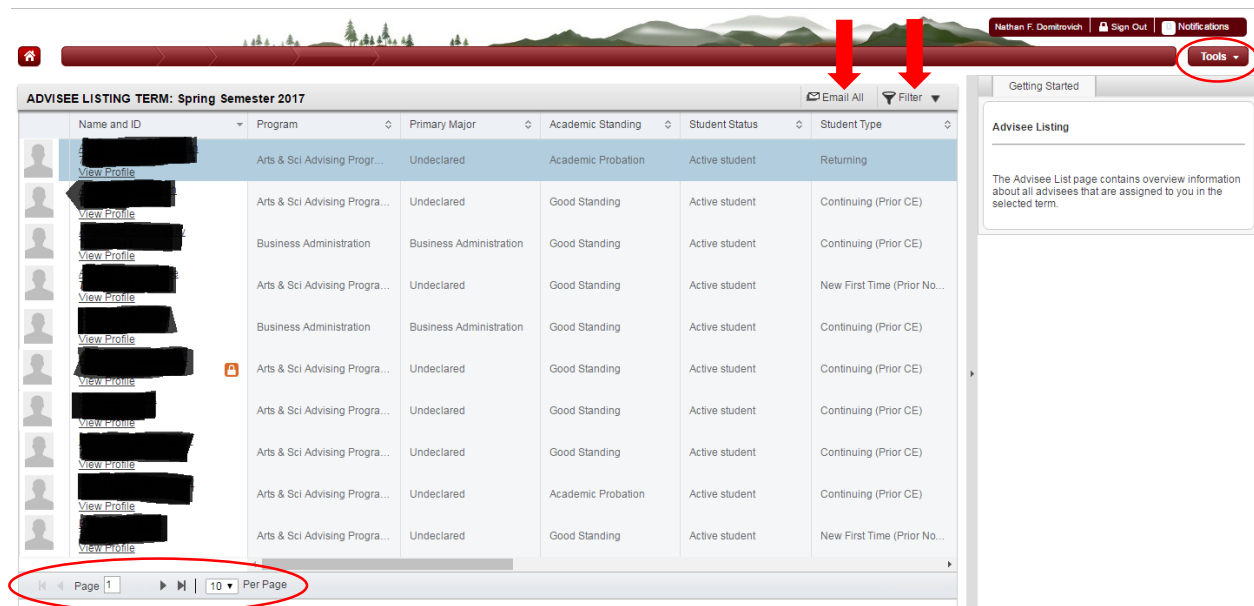 Nathan F. Domitrovich Sign Out 0 Notifications
Tools
ADVISEE LISTING TERM: Spring Semester 2017 Email All Filter
Getting Started
Name and ID Program Primary Major Academic Standing Student Status Student Type
Advisee Listing
The Advisee List page contains overview information
about all advisees that are assigned to you in the
selected term.
Arts & Sci Advising Progr... Undeclared Academic Probation Active student Returning
View Profile
Arts & Sci Advising Progra... Undeclared Good Standing Active student Continuing (Prior CE)
View Profile
Business Administration Business Administration Good Standing Active student Continuing (Prior CE)
View Profile
Arts & Sci Advising Progra... Undeclared Good Standing Active student New First Time (Prior No...
View Profile
Business Administration Business Administration Good Standing Active student Continuing (Prior CE)
View Profile
Arts & Sci Advising Progra... Undeclared Good Standing Active student Continuing (Prior CE)
View Profile
Arts & Sci Advising Progra... Undeclared Good Standing Active student Continuing (Prior CE)
View Profile
Arts & Sci Advising Progra... Undeclared Good Standing Active student Continuing (Prior CE)
View Profile
Arts & Sci Advising Progra... Undeclared Academic Probation Active student Continuing (Prior CE)
View Profile
Arts & Sci Advising Progra... Undeclared Good Standing Active student New First Time (Prior No...
View Profile
Page 1 10 Per Page